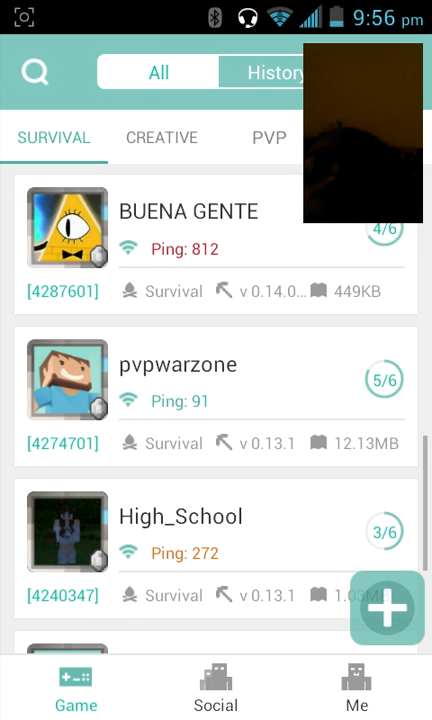 9:56 pm
All
History
SURVIVAL CREATIVE PVP
BUENA GENTE
4/6
Ping: 812
[4287601] Survival v 0.14.0... 449KB
pvpwarzone
5/6
Ping: 91
[4274701] Survival v 0.13.1 12.13MB
High_School
3/6
Ping: 272
[4240347] Survival v 0.13.1 1.03MB
Game Social Me